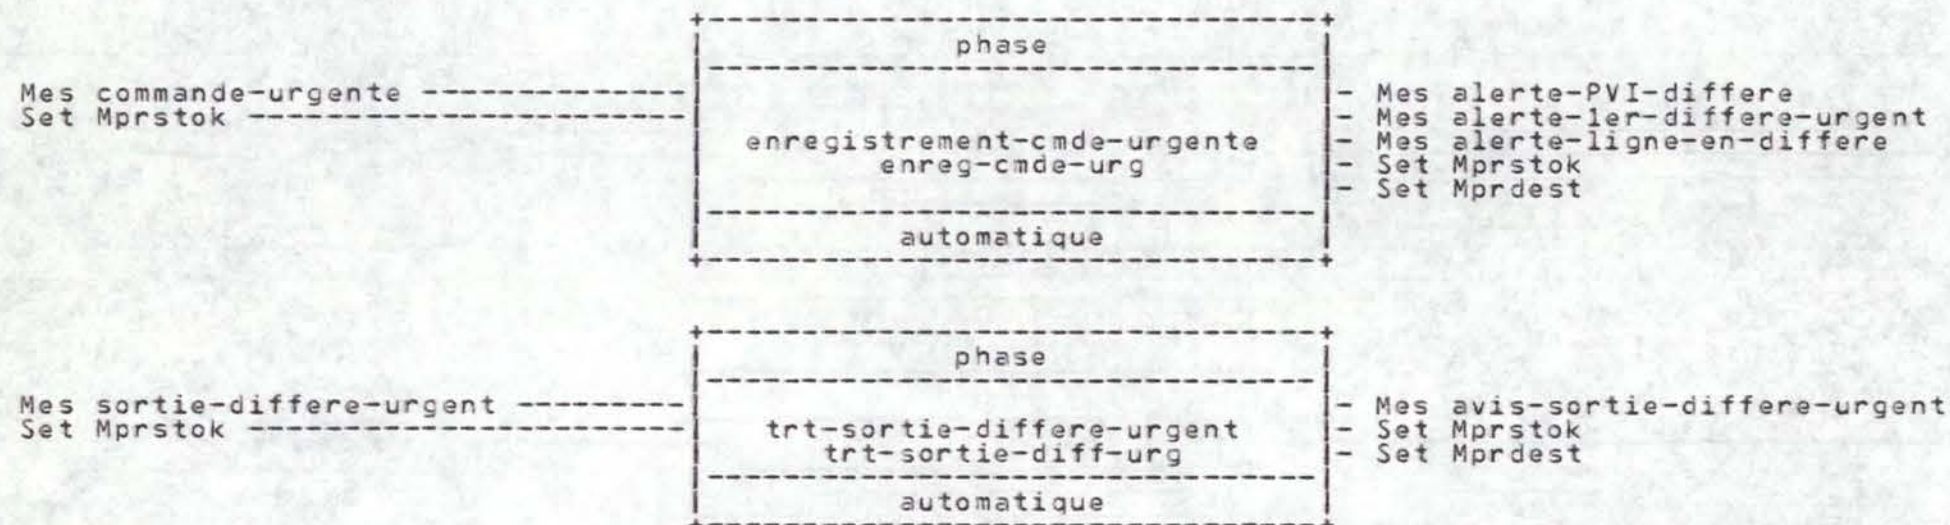 phase
Mes commande-urgente
Set Mprstok
enregistrement-cmde-urgente
enreg-cmde-urg
Mes alerte-PVI-differe
Mes alerte-1er-differe-urgent
Mes alerte-ligne-en-differe
Set Mprstok
Set Mprdest
automatique
phase
Mes sortie-differe-urgent
Set Mprstok
trt-sortie-differe-urgent
trt-sortie-diff-urg
Mes avis-sortie-differe-urgent
Set Mprstok
Set Mprdest
automatique